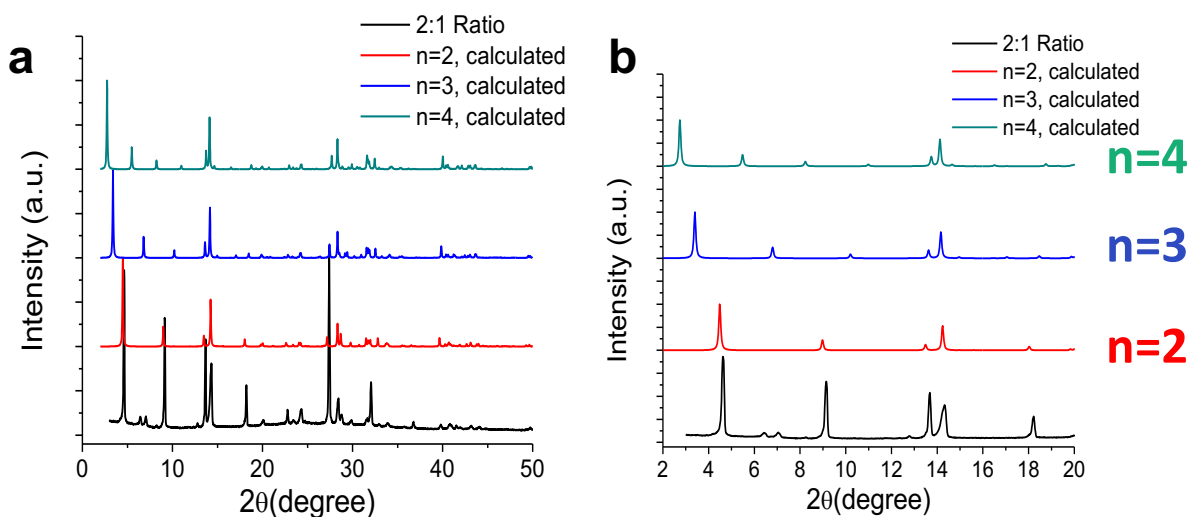 a
2:1 Ratio
n=2, calculated
n=3, calculated
n=4, calculated
Intensity (a.u.)
0 10 20 30 40 50
2θ(degree)
b
2:1 Ratio
n=2, calculated
n=3, calculated
n=4, calculated
Intensity (a.u.)
2 4 6 8 10 12 14 16 18 20
2θ(degree)
n=4
n=3
n=2